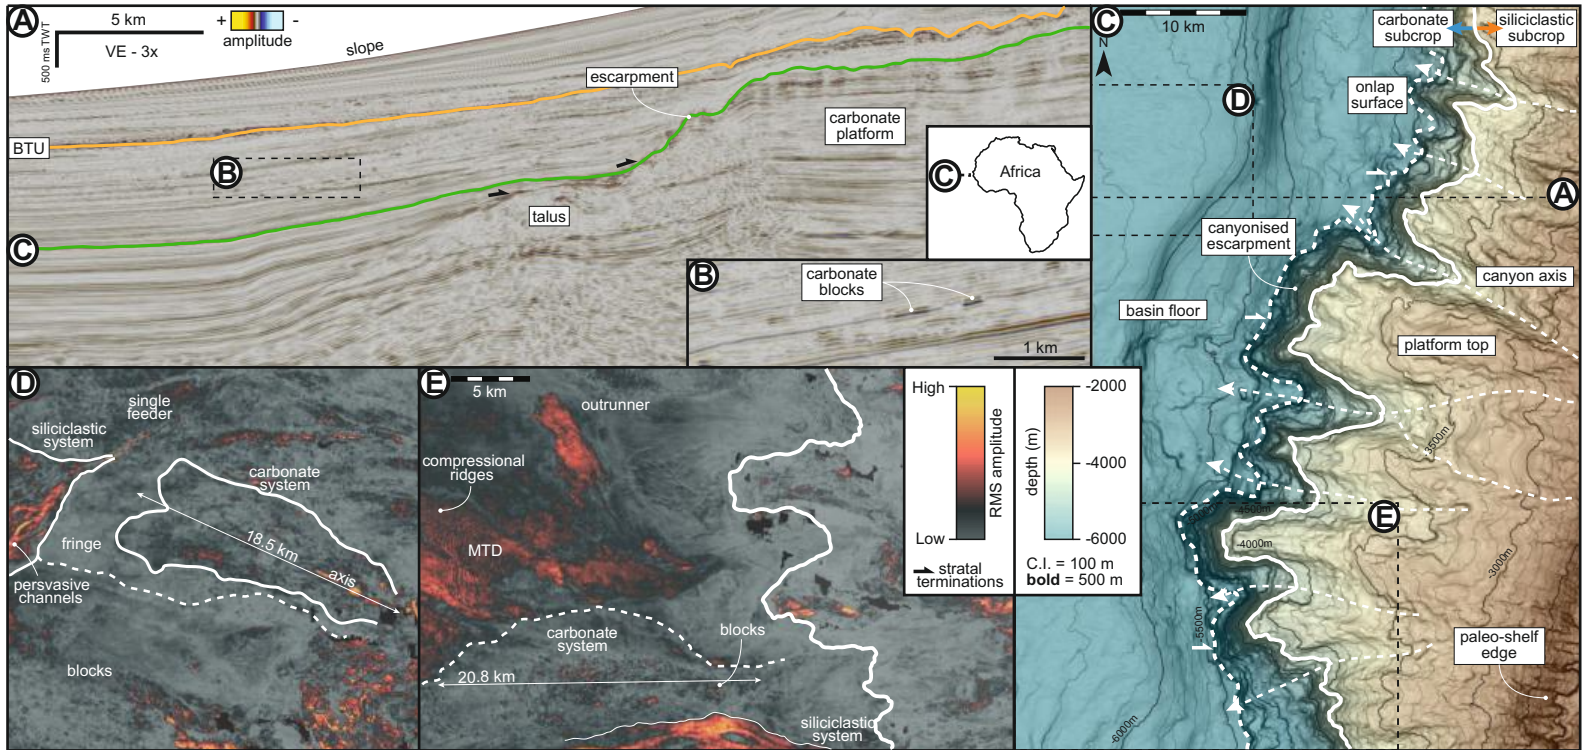 A
5 km
500 ms TWT
VE - 3x
+
-
amplitude
slope
escarpment
carbonate
platform
BTU
B
C
talus
C
Africa
B
carbonate
blocks
1 km
C
10 km
N
carbonate
subcrop
siliciclastic
subcrop
onlap
surface
D
A
canyonised
escarpment
canyon axis
basin floor
platform top
-3500m
-5000m
-4500m
-4000m
E
-3000m
-5500m
paleo-shelf
edge
-6000m
D
single
feeder
siliciclastic
system
carbonate
system
18.5 km
axis
fringe
persvasive
channels
blocks
E
5 km
outrunner
compressional
ridges
MTD
carbonate
system
blocks
20.8 km
siliciclastic
system
High
Low
RMS amplitude
stratal
terminations
-2000
-4000
-6000
depth (m)
C.I. = 100 m
bold = 500 m